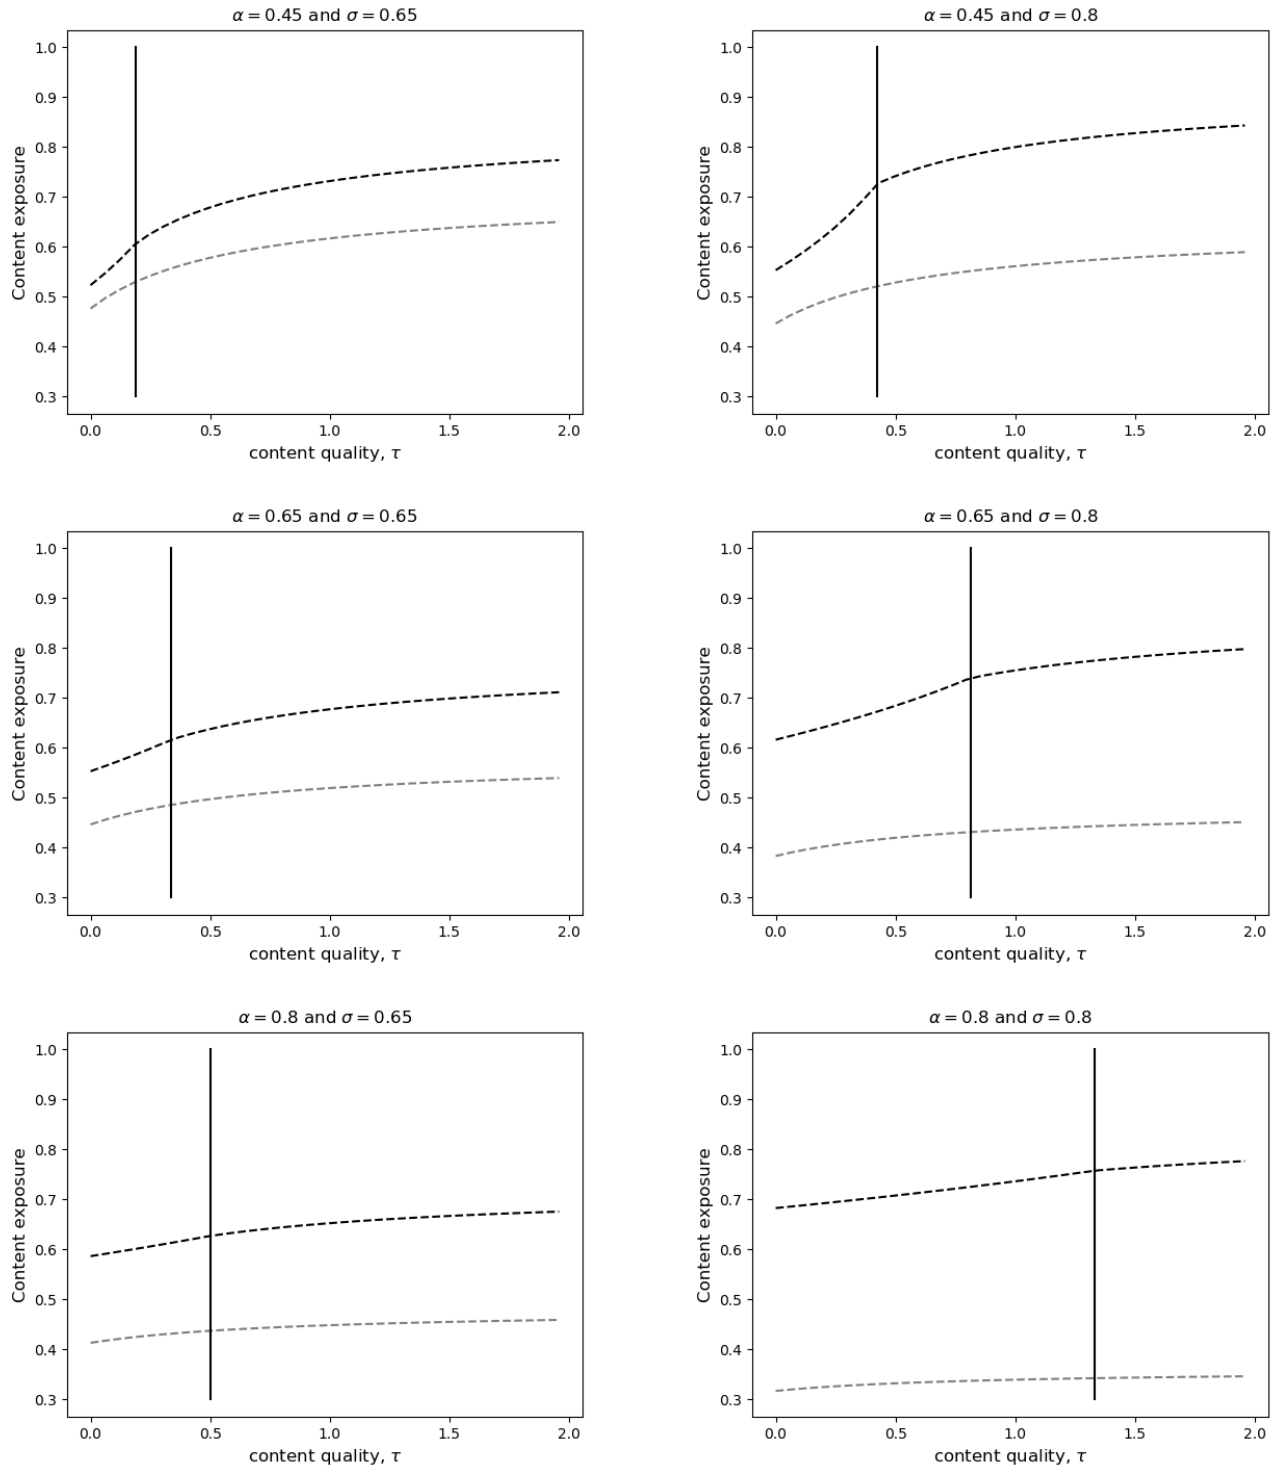 α = 0.45 and σ = 0.65
1.0
0.9
0.8
0.7
0.6
0.5
0.4
0.3
Content exposure
0.0 0.5 1.0 1.5 2.0
content quality, τ
α = 0.45 and σ = 0.8
1.0
0.9
0.8
0.7
0.6
0.5
0.4
0.3
Content exposure
0.0 0.5 1.0 1.5 2.0
content quality, τ
α = 0.65 and σ = 0.65
1.0
0.9
0.8
0.7
0.6
0.5
0.4
0.3
Content exposure
0.0 0.5 1.0 1.5 2.0
content quality, τ
α = 0.65 and σ = 0.8
1.0
0.9
0.8
0.7
0.6
0.5
0.4
0.3
Content exposure
0.0 0.5 1.0 1.5 2.0
content quality, τ
α = 0.8 and σ = 0.65
1.0
0.9
0.8
0.7
0.6
0.5
0.4
0.3
Content exposure
0.0 0.5 1.0 1.5 2.0
content quality, τ
α = 0.8 and σ = 0.8
1.0
0.9
0.8
0.7
0.6
0.5
0.4
0.3
Content exposure
0.0 0.5 1.0 1.5 2.0
content quality, τ